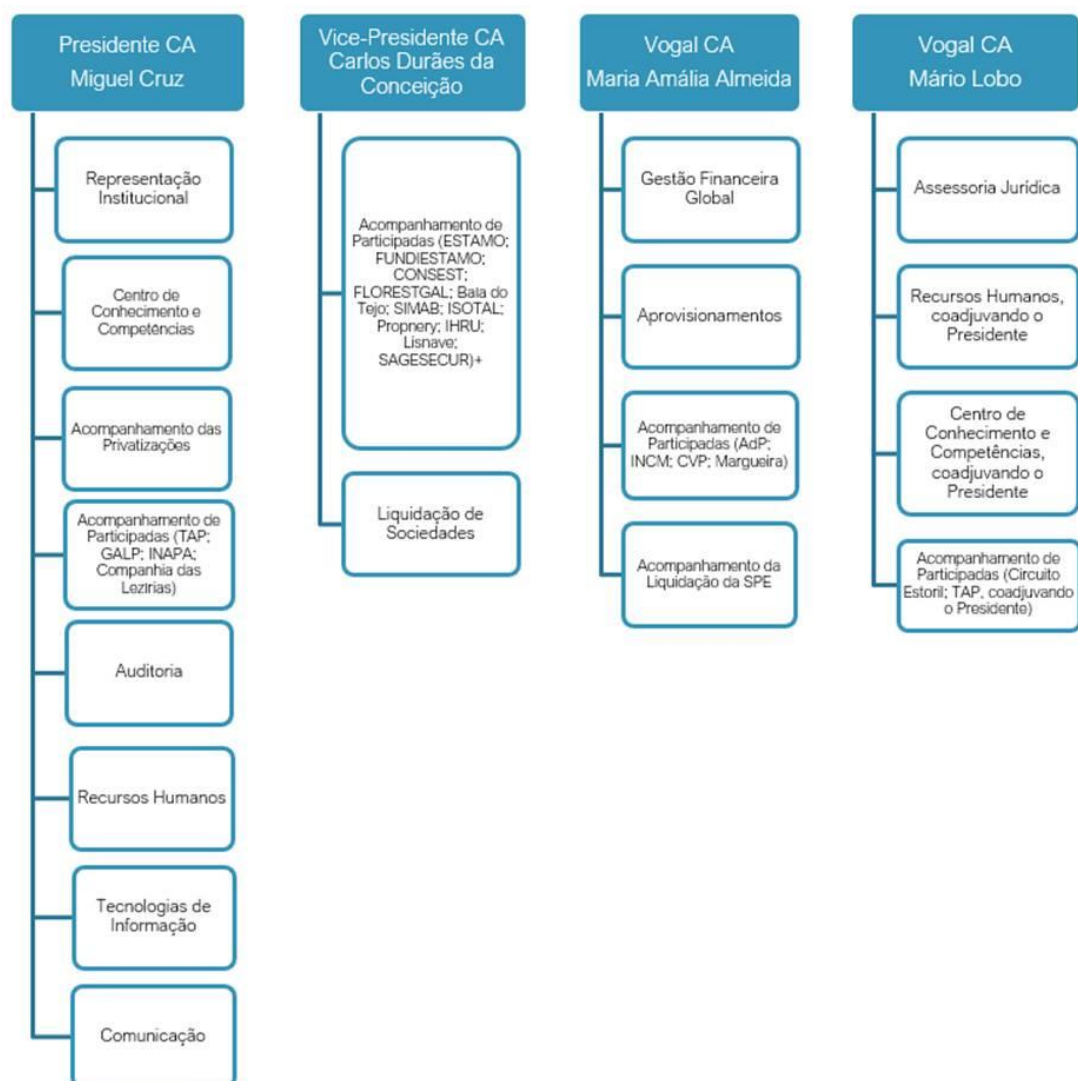 Presidente CA
Miguel Cruz
Representação
Institucional
Centro de
Conhecimento e
Competências
Acompanhamento das
Privatizações
Acompanhamento de
Participadas (TAP;
GALP; INAPA;
Companhia das
Lezírias)
Auditoria
Recursos Humanos
Tecnologias de
Informação
Comunicação
Vice-Presidente CA
Carlos Durães da
Conceição
Acompanhamento de
Participadas (ESTAMO;
FUNDIESTAMO;
CONSEST;
FLORESTGAL; Baía do
Tejo; SIMAB; ISOTAL;
Propnery; IHRU;
Lisnave;
SAGESECUR)+
Liquidação de
Sociedades
Vogal CA
Maria Amália Almeida
Gestão Financeira
Global
Aprovisionamentos
Acompanhamento de
Participadas (AdP;
INCM; CVP; Margueira)
Acompanhamento da
Liquidação da SPE
Vogal CA
Mário Lobo
Assessoria Jurídica
Recursos Humanos,
coadjuvando o
Presidente
Centro de
Conhecimento e
Competências,
coadjuvando o
Presidente
Acompanhamento de
Participadas (Circuito
Estoril; TAP, coadjuvando
o Presidente)